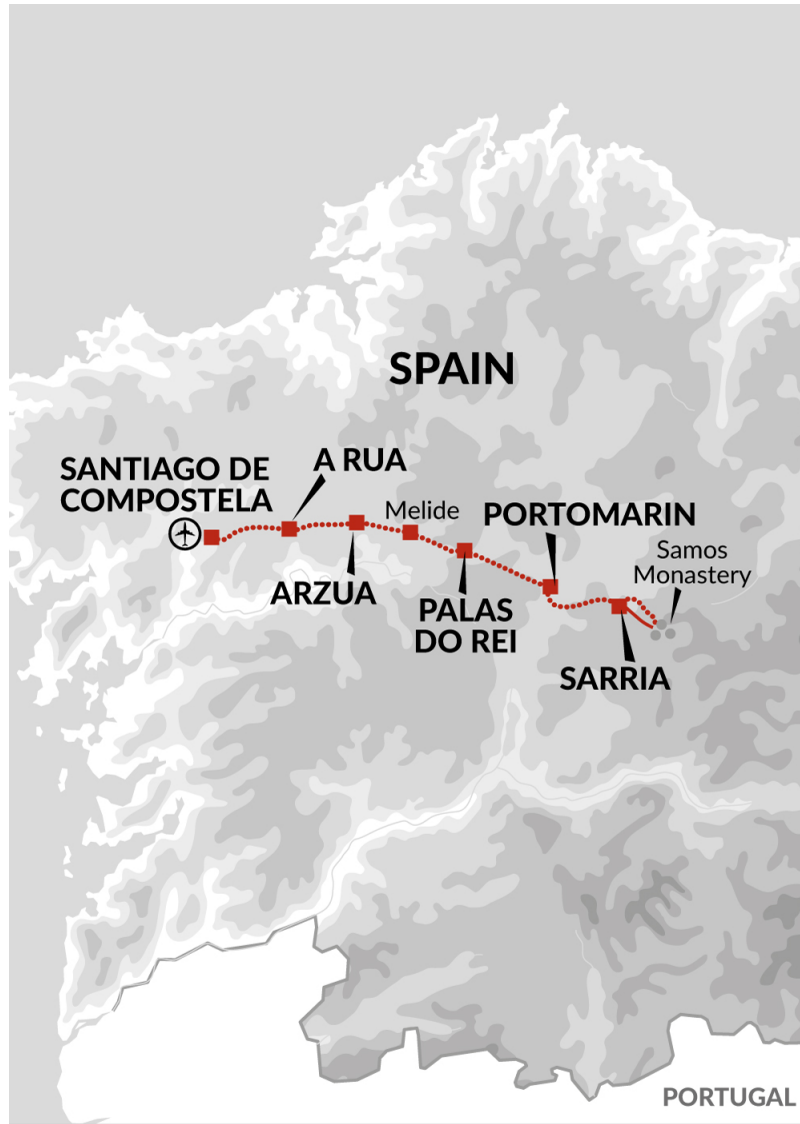 SPAIN
SANTIAGO DE
COMPOSTELA
A RUA
Melide
PORTOMARIN
Samos
Monastery
ARZUA
PALAS
DO REI
SARRIA
PORTUGAL